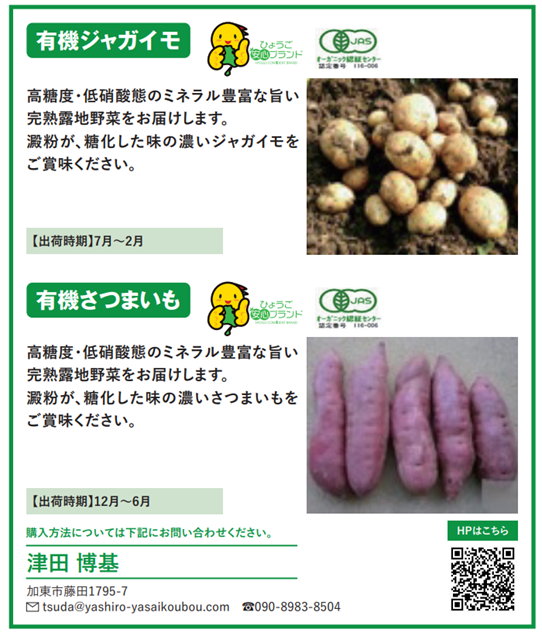 有機ジャガイモ
ひょうご
安心ブランド
JAS
オーガニック認証センター
認定番号 116-006
高糖度・低硝酸態のミネラル豊富な旨い
完熟露地野菜をお届けします。
澱粉が、糖化した味の濃いジャガイモを
ご賞味ください。
【出荷時期】7月～2月
有機さつまいも
ひょうご
安心ブランド
JAS
オーガニック認証センター
認定番号 116-006
高糖度・低硝酸態のミネラル豊富な旨い
完熟露地野菜をお届けします。
澱粉が、糖化した味の濃いさつまいもを
ご賞味ください。
【出荷時期】12月～6月
購入方法については下記にお問い合わせください。
HPはこちら
津田 博基
加東市藤田1795-7
tsuda@yashiro-yasaikoubou.com ☎090-8983-8504